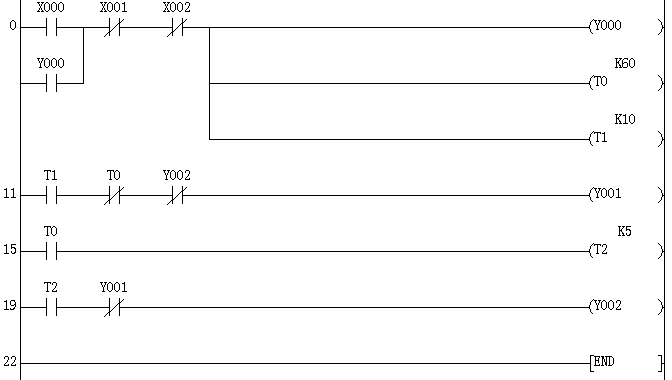 X000 X001 X002
0 (Y000 )
Y000 K60
(T0 )
K10
(T1 )
T1 T0 Y002
11 (Y001 )
T0 K5
15 (T2 )
T2 Y001
19 (Y002 )
22 [END ]